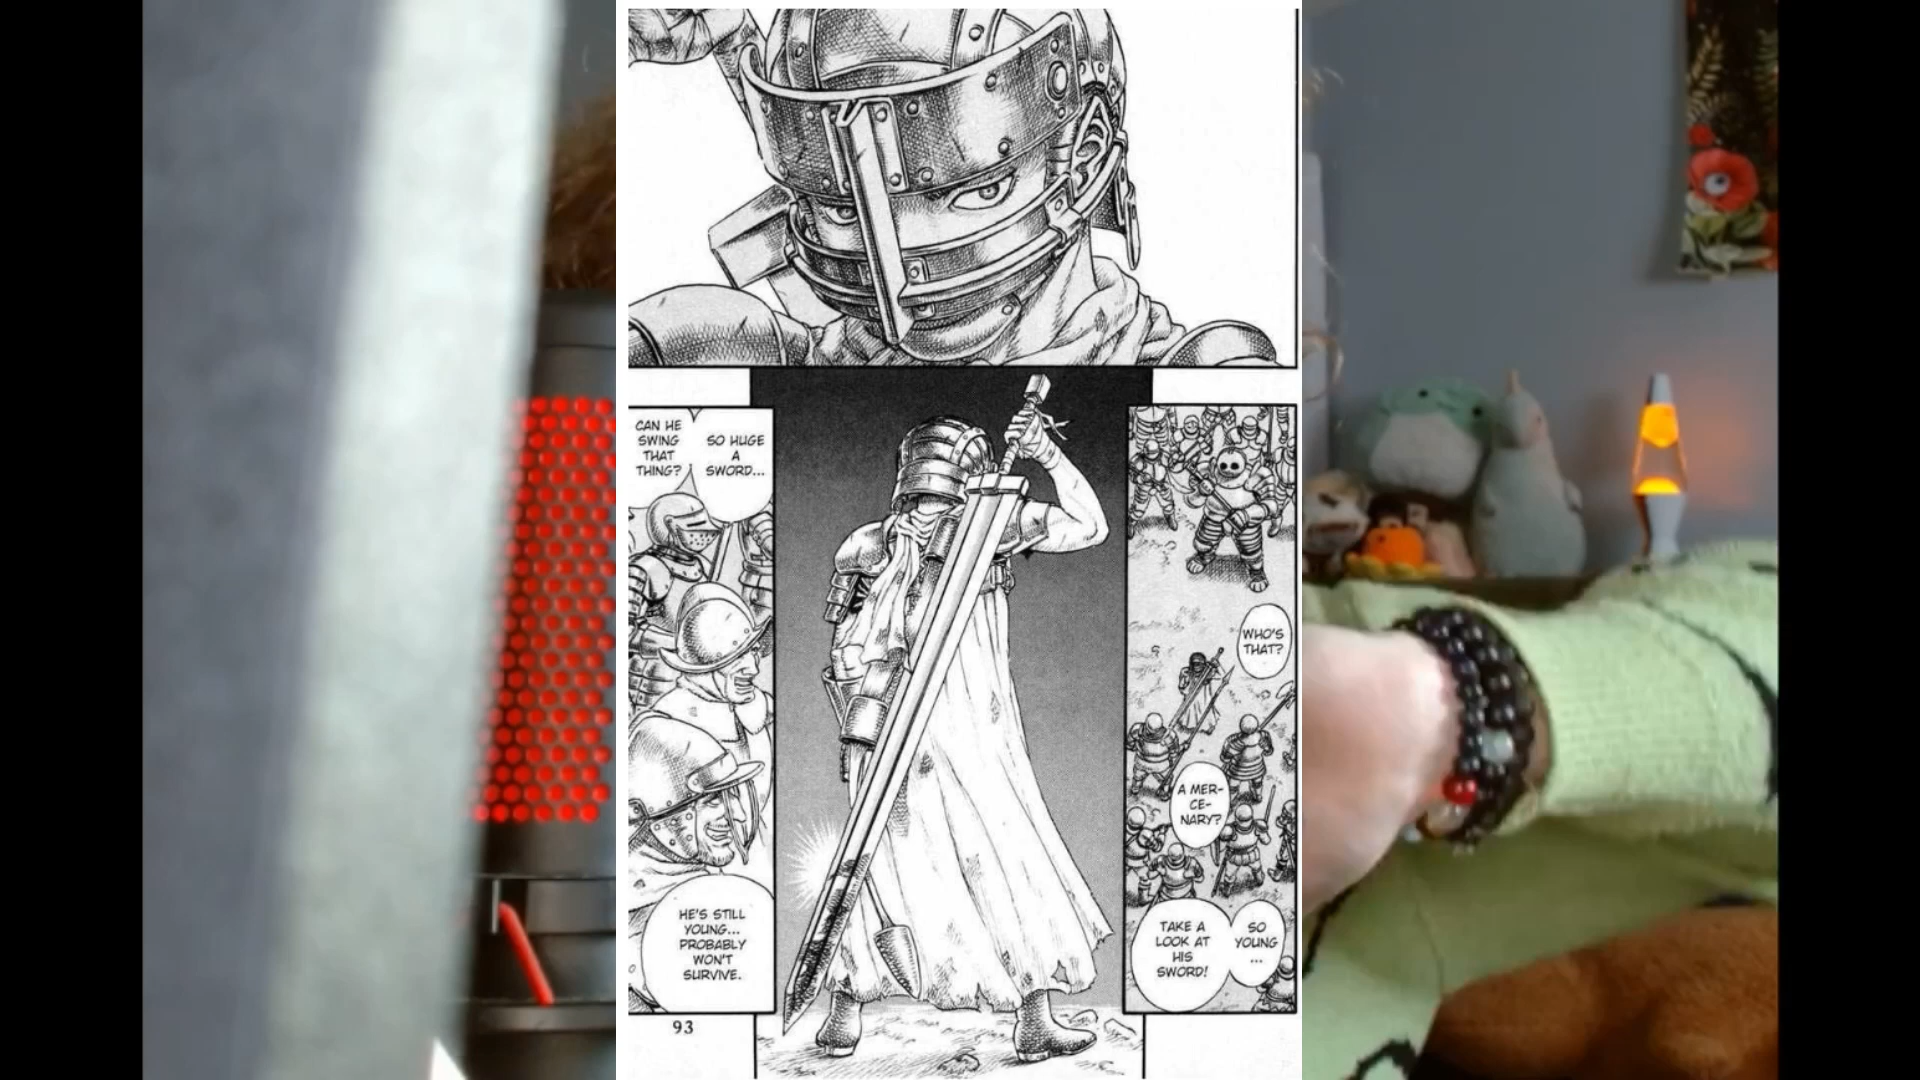 WHO'S
THAT?
A MER-
CE-
NARY?
SO
YOUNG
...
TAKE A
LOOK AT
HIS
SWORD!
SO HUGE
A
SWORD...
CAN HE
SWING
THAT
THING?
HE'S STILL
YOUNG...
PROBABLY
WON'T
SURVIVE.
93